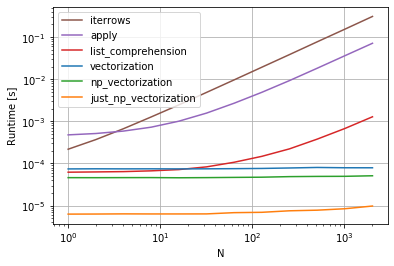 iterrows
apply
list_comprehension
vectorization
np_vectorization
just_np_vectorization
Runtime [s]
10⁻¹
10⁻²
10⁻³
10⁻⁴
10⁻⁵
10⁰ 10¹ 10² 10³
N